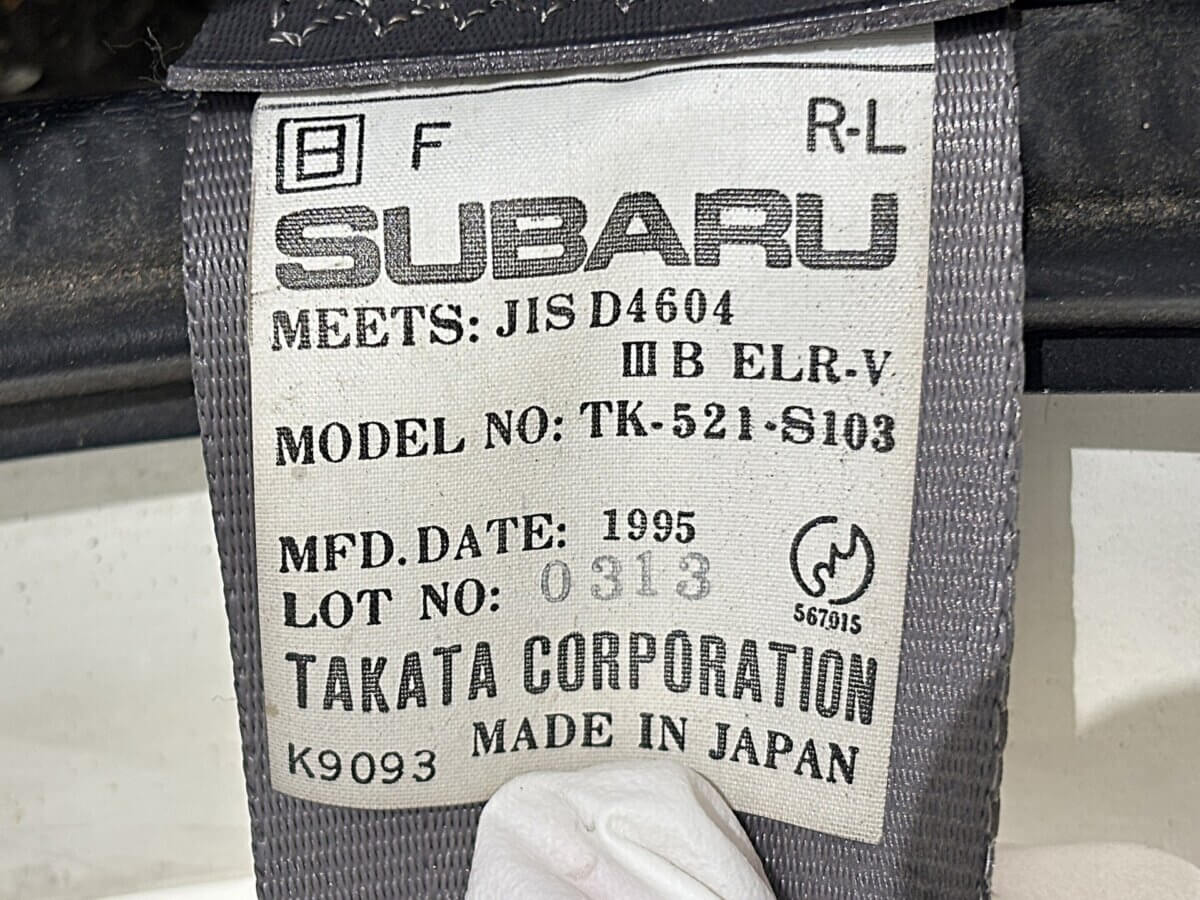 日 F R-L
SUBARU
MEETS: JIS D4604
III B ELR-V
MODEL NO: TK-521-S103
MFD. DATE: 1995
LOT NO: 0313
567915
TAKATA CORPORATION
K9093 MADE IN JAPAN